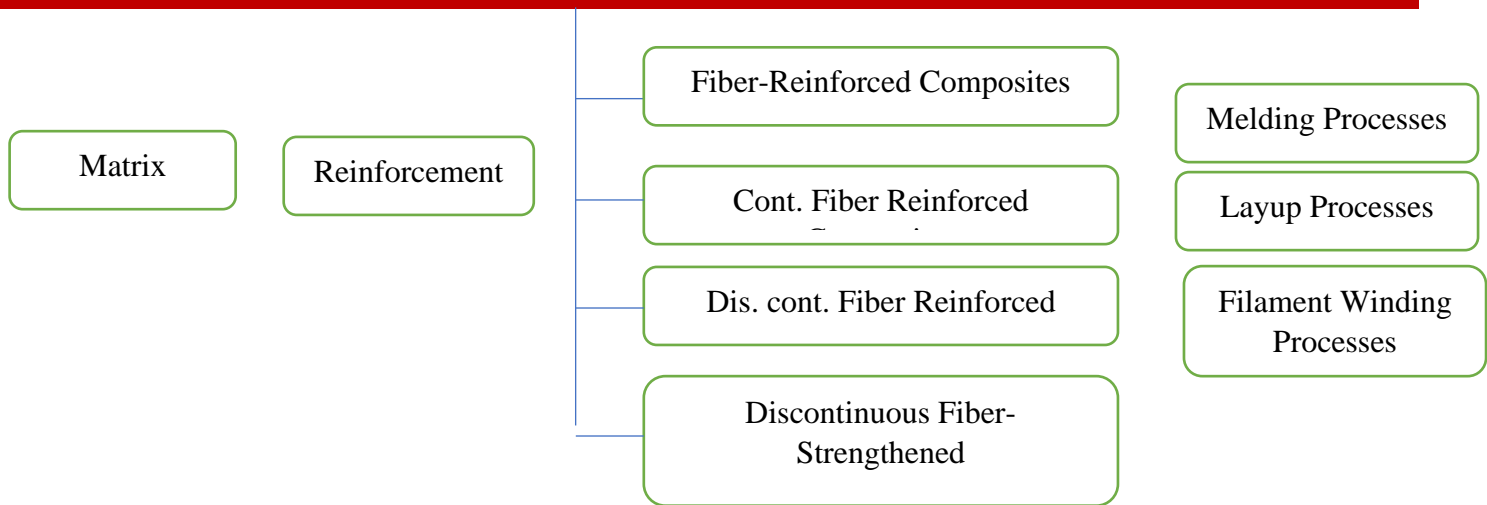 Matrix
Reinforcement
Fiber-Reinforced Composites
Cont. Fiber Reinforced
Dis. cont. Fiber Reinforced
Discontinuous Fiber-
Strengthened
Melding Processes
Layup Processes
Filament Winding
Processes